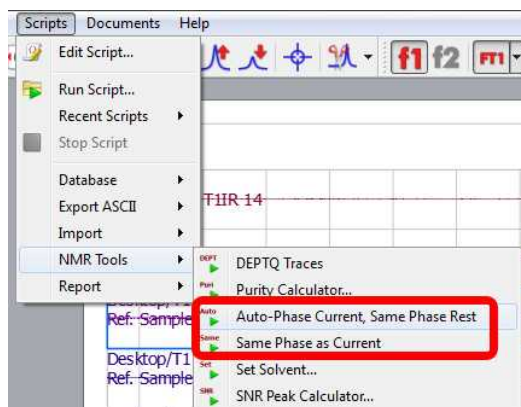 Scripts Documents Help
Edit Script...
f1 f2 FT1
Run Script...
Recent Scripts
Stop Script
Database
Export ASCII
T1IR 14
Import
NMR Tools
DEPT DEPTQ Traces
Report
Puri Purity Calculator...
Desktop/T1
Ref. Sample
Auto Auto-Phase Current, Same Phase Rest
Same Same Phase as Current
Desktop/T1
Ref. Sample
Set Set Solvent...
SNR SNR Peak Calculator...